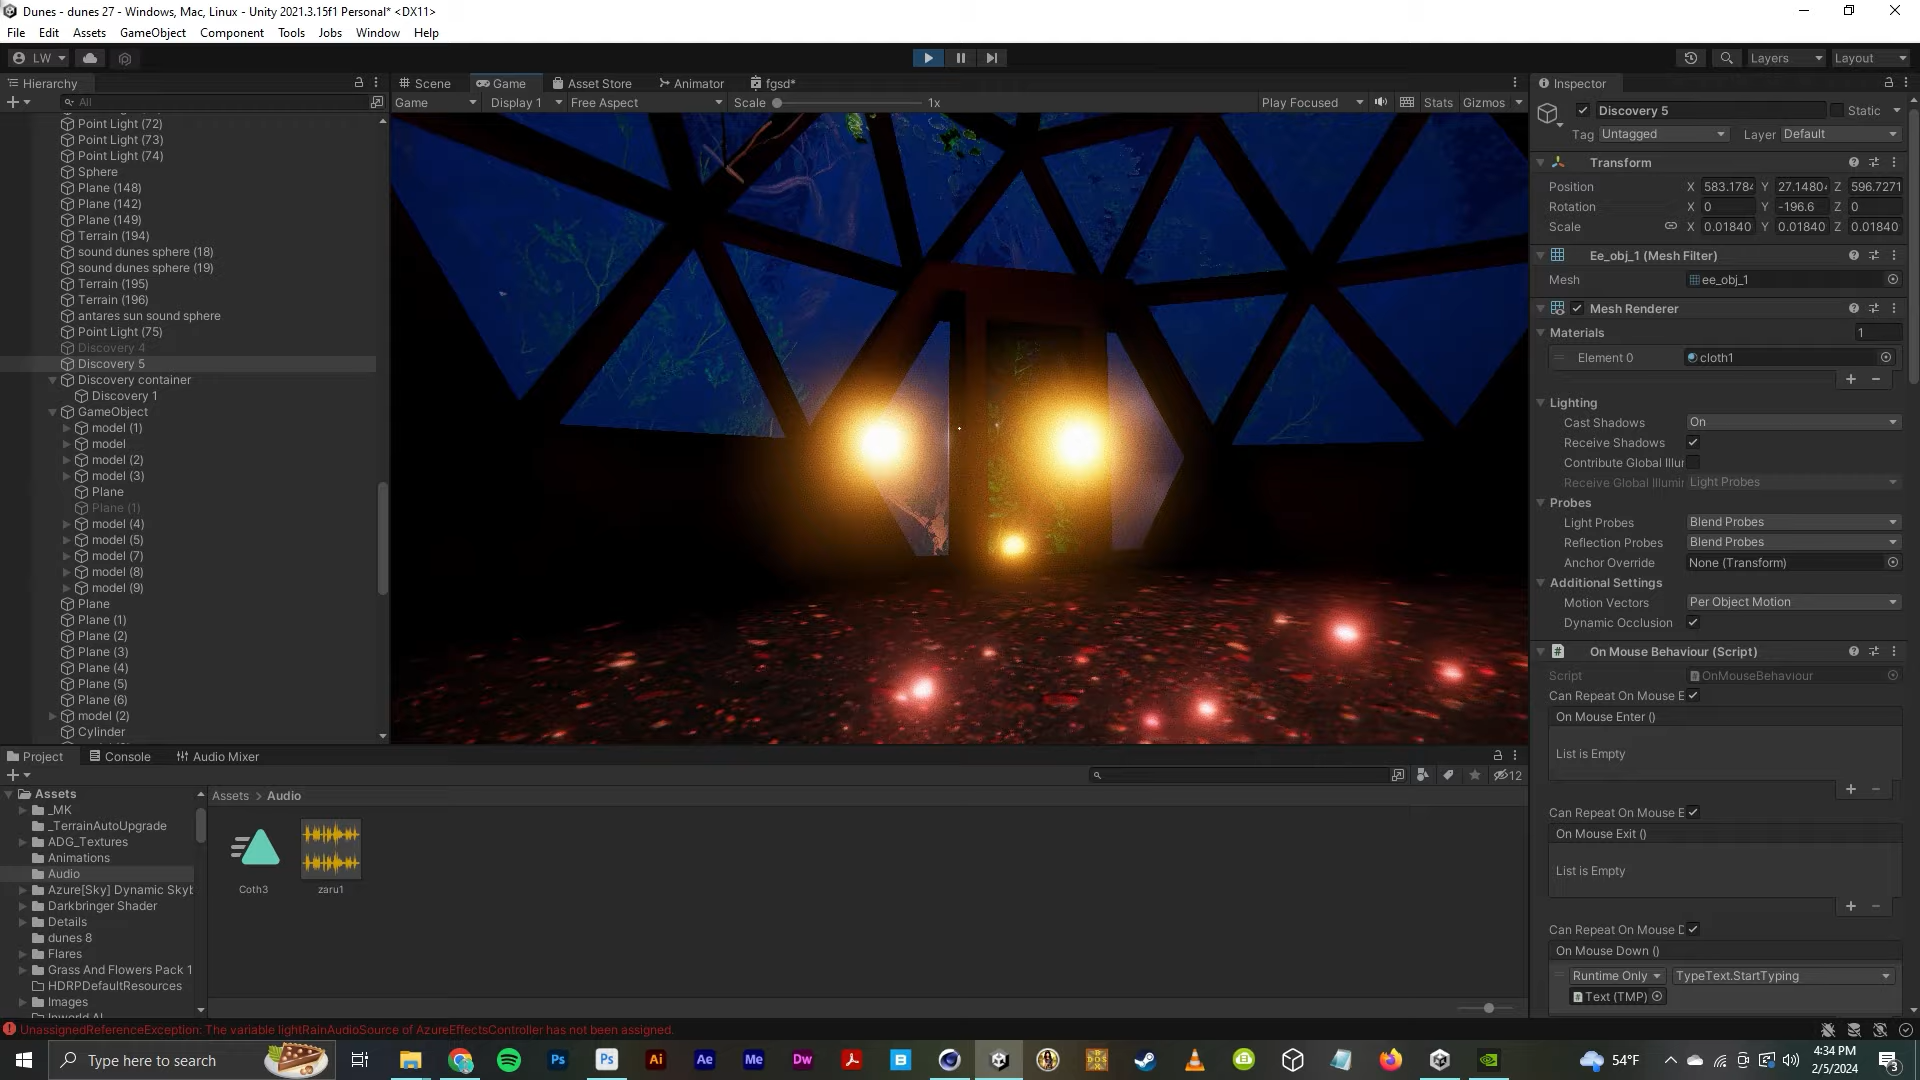 Dunes - dunes 27 - Windows, Mac, Linux - Unity 2021.3.15f1 Personal* <DX11>
File Edit Assets GameObject Component Tools Jobs Window Help
LW Layers Layout
Hierarchy
All
Point Light (72)
Point Light (73)
Point Light (74)
Sphere
Plane (148)
Plane (142)
Plane (149)
Terrain (194)
sound dunes sphere (18)
sound dunes sphere (19)
Terrain (195)
Terrain (196)
antares sun sound sphere
Point Light (75)
Discovery 4
Discovery 5
Discovery container
Discovery 1
GameObject
model (1)
model
model (2)
model (3)
Plane
Plane (1)
model (4)
model (5)
model (7)
model (8)
model (9)
Plane
Plane (1)
Plane (2)
Plane (3)
Plane (4)
Plane (5)
Plane (6)
model (2)
Cylinder
Scene Game Asset Store Animator fgsd*
Game Display 1 Free Aspect Scale 1x Play Focused Stats Gizmos
Inspector
Discovery 5 Static
Tag Untagged Layer Default
Transform
Position X 583.1784 Y 27.1480 Z 596.7271
Rotation X 0 Y -196.6 Z 0
Scale X 0.01840 Y 0.01840 Z 0.01840
Ee_obj_1 (Mesh Filter)
Mesh ee_obj_1
Mesh Renderer
Materials 1
Element 0 cloth1
Lighting
Cast Shadows On
Receive Shadows
Contribute Global Illur
Receive Global Illumir Light Probes
Probes
Light Probes Blend Probes
Reflection Probes Blend Probes
Anchor Override None (Transform)
Additional Settings
Motion Vectors Per Object Motion
Dynamic Occlusion
On Mouse Behaviour (Script)
Script OnMouseBehaviour
Can Repeat On Mouse E
On Mouse Enter ()
List is Empty
Can Repeat On Mouse E
On Mouse Exit ()
List is Empty
Can Repeat On Mouse D
On Mouse Down ()
Runtime Only TypeText.StartTyping
Text (TMP)
Project Console Audio Mixer
12
Assets
_MK
_TerrainAutoUpgrade
ADG_Textures
Animations
Audio
Azure[Sky] Dynamic Skyb
Darkbringer Shader
Details
dunes 8
Flares
Grass And Flowers Pack 1
HDRPDefaultResources
Images
Assets > Audio
Coth3 zaru1
UnassignedReferenceException: The variable lightRainAudioSource of AzureEffectsController has not been assigned.
Type here to search
Ps Ps Ai Ae Me Dw
54°F
4:34 PM
2/5/2024
3